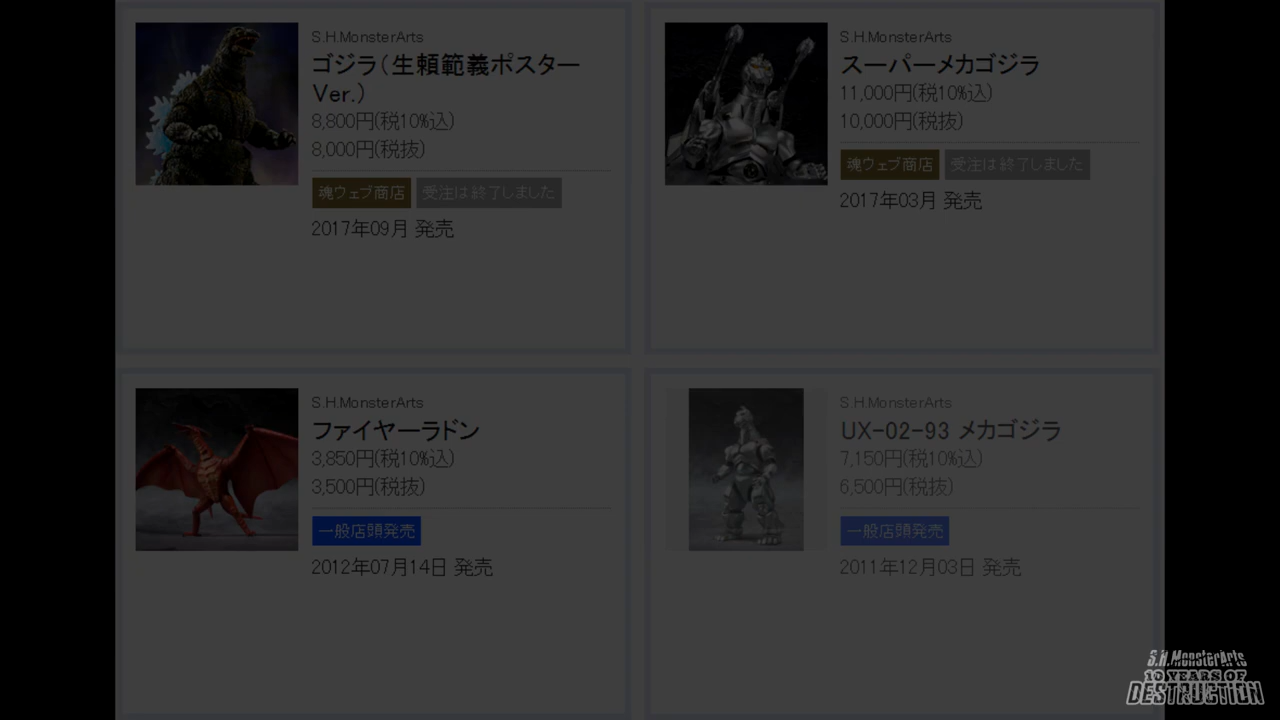 S.H.MonsterArts
ゴジラ（生頼範義ポスター
Ver.）
8,800円(税10%込)
8,000円(税抜)
魂ウェブ商店 受注は終了しました
2017年09月 発売
S.H.MonsterArts
スーパーメカゴジラ
11,000円(税10%込)
10,000円(税抜)
魂ウェブ商店 受注は終了しました
2017年03月 発売
S.H.MonsterArts
ファイヤーラドン
3,850円(税10%込)
3,500円(税抜)
一般店頭発売
2012年07月14日 発売
S.H.MonsterArts
UX-02-93 メカゴジラ
7,150円(税10%込)
6,500円(税抜)
一般店頭発売
2011年12月03日 発売
S.H.MonsterArts
10 YEARS OF
DESTRUCTION